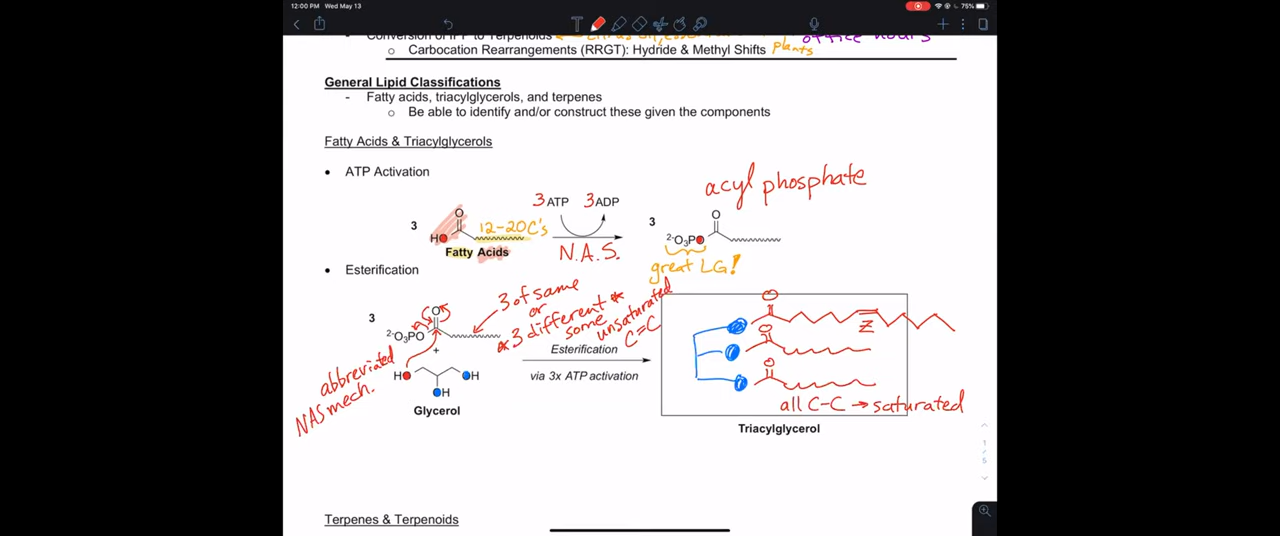 12:00 PM Wed May 13
75%
office hours
Carbocation Rearrangements (RRGT): Hydride & Methyl Shifts plants
General Lipid Classifications
- Fatty acids, triacylglycerols, and terpenes
o Be able to identify and/or construct these given the components
Fatty Acids & Triacylglycerols
• ATP Activation
acyl phosphate
3 ATP 3 ADP
3 HO O 12-20C's
3 2-O3PO O
Fatty Acids
N.A.S.
great LG!
• Esterification
3 of same
or
* 3 different *
some
unsaturated
C=C
3 2-O3PO O
+
HO OH
OH
Glycerol
abbreviated
NAS mech.
Esterification
via 3x ATP activation
O
Z
O
O
all C-C → saturated
Triacylglycerol
1
/
5
Terpenes & Terpenoids